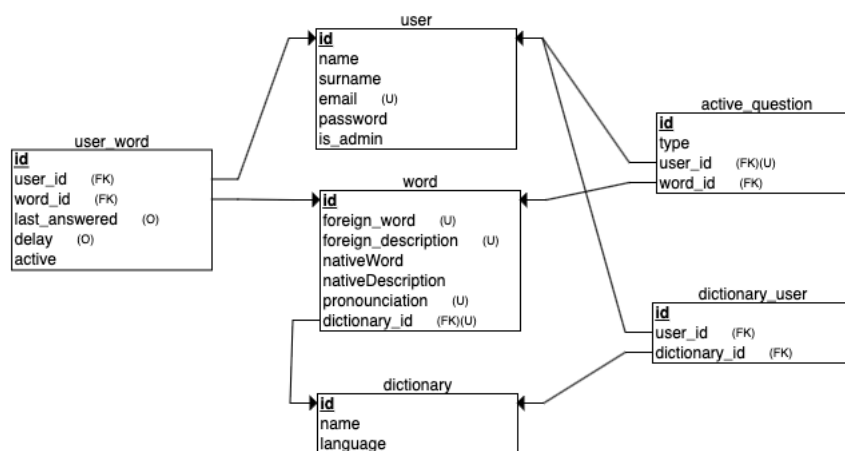 user
id
name
surname
email (U)
password
is_admin
active_question
id
type
user_id (FK)(U)
word_id (FK)
user_word
id
user_id (FK)
word_id (FK)
last_answered (O)
delay (O)
active
word
id
foreign_word (U)
foreign_description (U)
nativeWord
nativeDescription
pronounciation (U)
dictionary_id (FK)(U)
dictionary_user
id
user_id (FK)
dictionary_id (FK)
dictionary
id
name
language